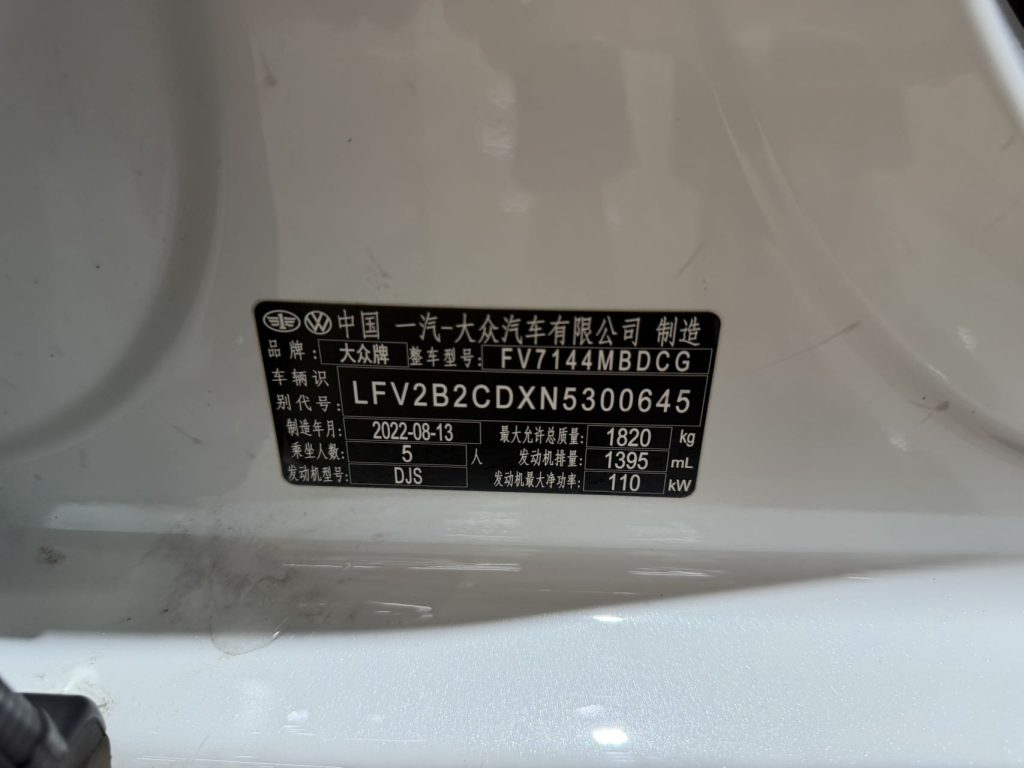 中国 一汽-大众汽车有限公司 制造
品牌: 大众牌 整车型号: FV7144MBDCG
车辆识别代号: LFV2B2CDXN5300645
制造年月: 2022-08-13 最大允许总质量: 1820 kg
乘坐人数: 5 人 发动机排量: 1395 mL
发动机型号: DJS 发动机最大净功率: 110 kW